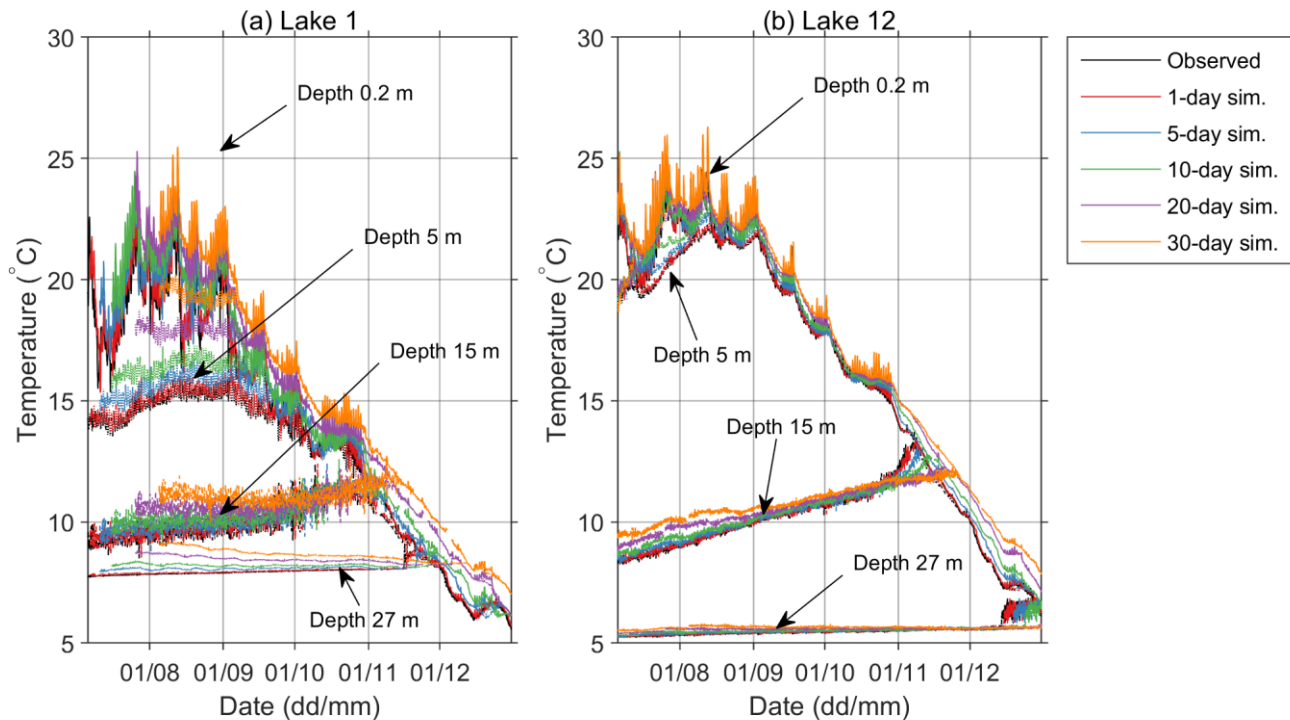 (a) Lake 1
(b) Lake 12
30
25
20
15
10
5
Temperature (°C)
Depth 0.2 m
Depth 5 m
Depth 15 m
Depth 27 m
01/08
01/09
01/10
01/11
01/12
Date (dd/mm)
30
25
20
15
10
5
Temperature (°C)
Depth 0.2 m
Depth 5 m
Depth 15 m
Depth 27 m
01/08
01/09
01/10
01/11
01/12
Date (dd/mm)
Observed
1-day sim.
5-day sim.
10-day sim.
20-day sim.
30-day sim.